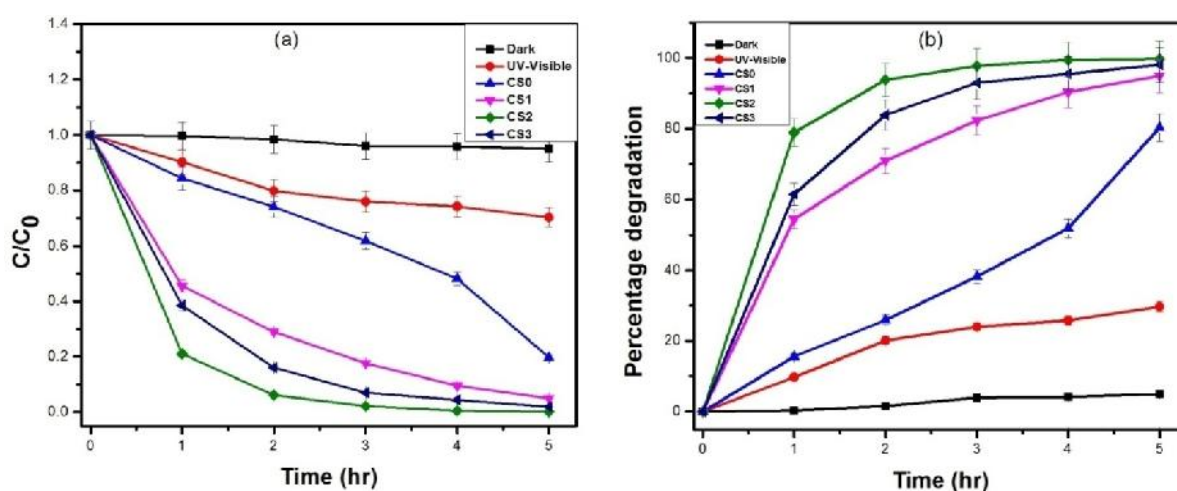 (a)
Dark
UV-Visible
CS0
CS1
CS2
CS3
C/C0
1.4
1.2
1.0
0.8
0.6
0.4
0.2
0.0
0 1 2 3 4 5
Time (hr)
(b)
Dark
UV-Visible
CS0
CS1
CS2
CS3
Percentage degradation
100
80
60
40
20
0
0 1 2 3 4 5
Time (hr)